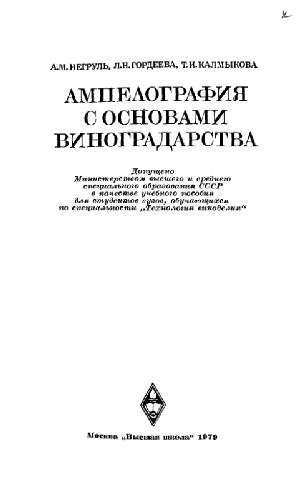 А. М. НЕГРУЛЬ, Л. Н. ГОРДЕЕВА, Т. И. КАЛМЫКОВА
АМПЕЛОГРАФИЯ
С ОСНОВАМИ
ВИНОГРАДАРСТВА
Допущено
Министерством высшего и среднего
специального образования СССР
в качестве учебного пособия
для студентов вузов, обучающихся
по специальности „Технология виноделия“
Москва „Высшая школа“ 1979